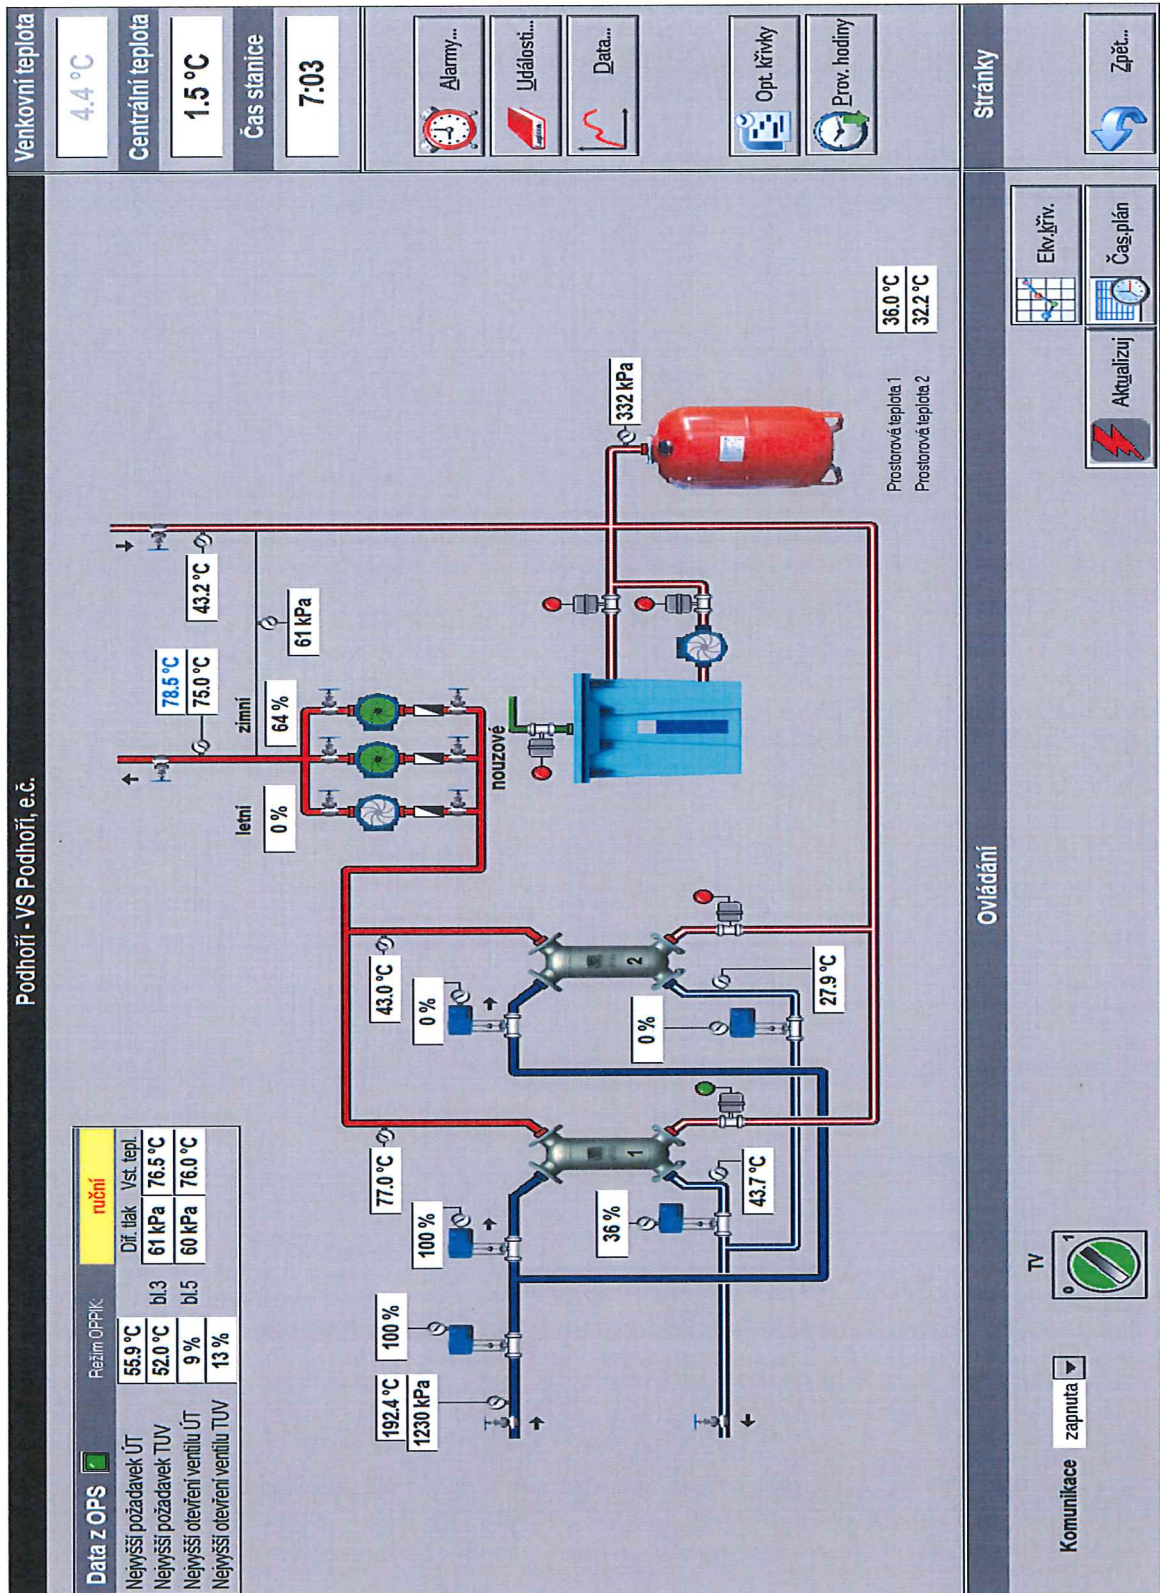 Podhoří - VS Podhoří, e.č.
Venkovní teplota
4.4 °C
Centrální teplota
1.5 °C
Čas stanice
7:03
Alarmy...
Události...
Data...
Opt. křivky
Prov. hodiny
Data z OPS
Režim OPPIK:
ruční
Nejvyšší požadavek ÚT 55.9 °C
Nejvyšší požadavek TUV 52.0 °C
Nejvyšší otevření ventilu ÚT 9 %
Nejvyšší otevření ventilu TUV 13 %
Dif. tlak Vst. tepl.
bl.3 61 kPa 76.5 °C
bl.5 60 kPa 76.0 °C
78.5 °C
75.0 °C
43.2 °C
letní
0 %
zimní
64 %
61 kPa
77.0 °C
43.0 °C
192.4 °C
1230 kPa
100 %
100 %
0 %
nouzové
332 kPa
1
2
36 %
0 %
43.7 °C
27.9 °C
Prostorová teplota 1 36.0 °C
Prostorová teplota 2 32.2 °C
Ovládání
Stránky
Komunikace zapnuta
TV
0
1
Aktualizuj
Ekv.křiv.
Čas.plán
Zpět...